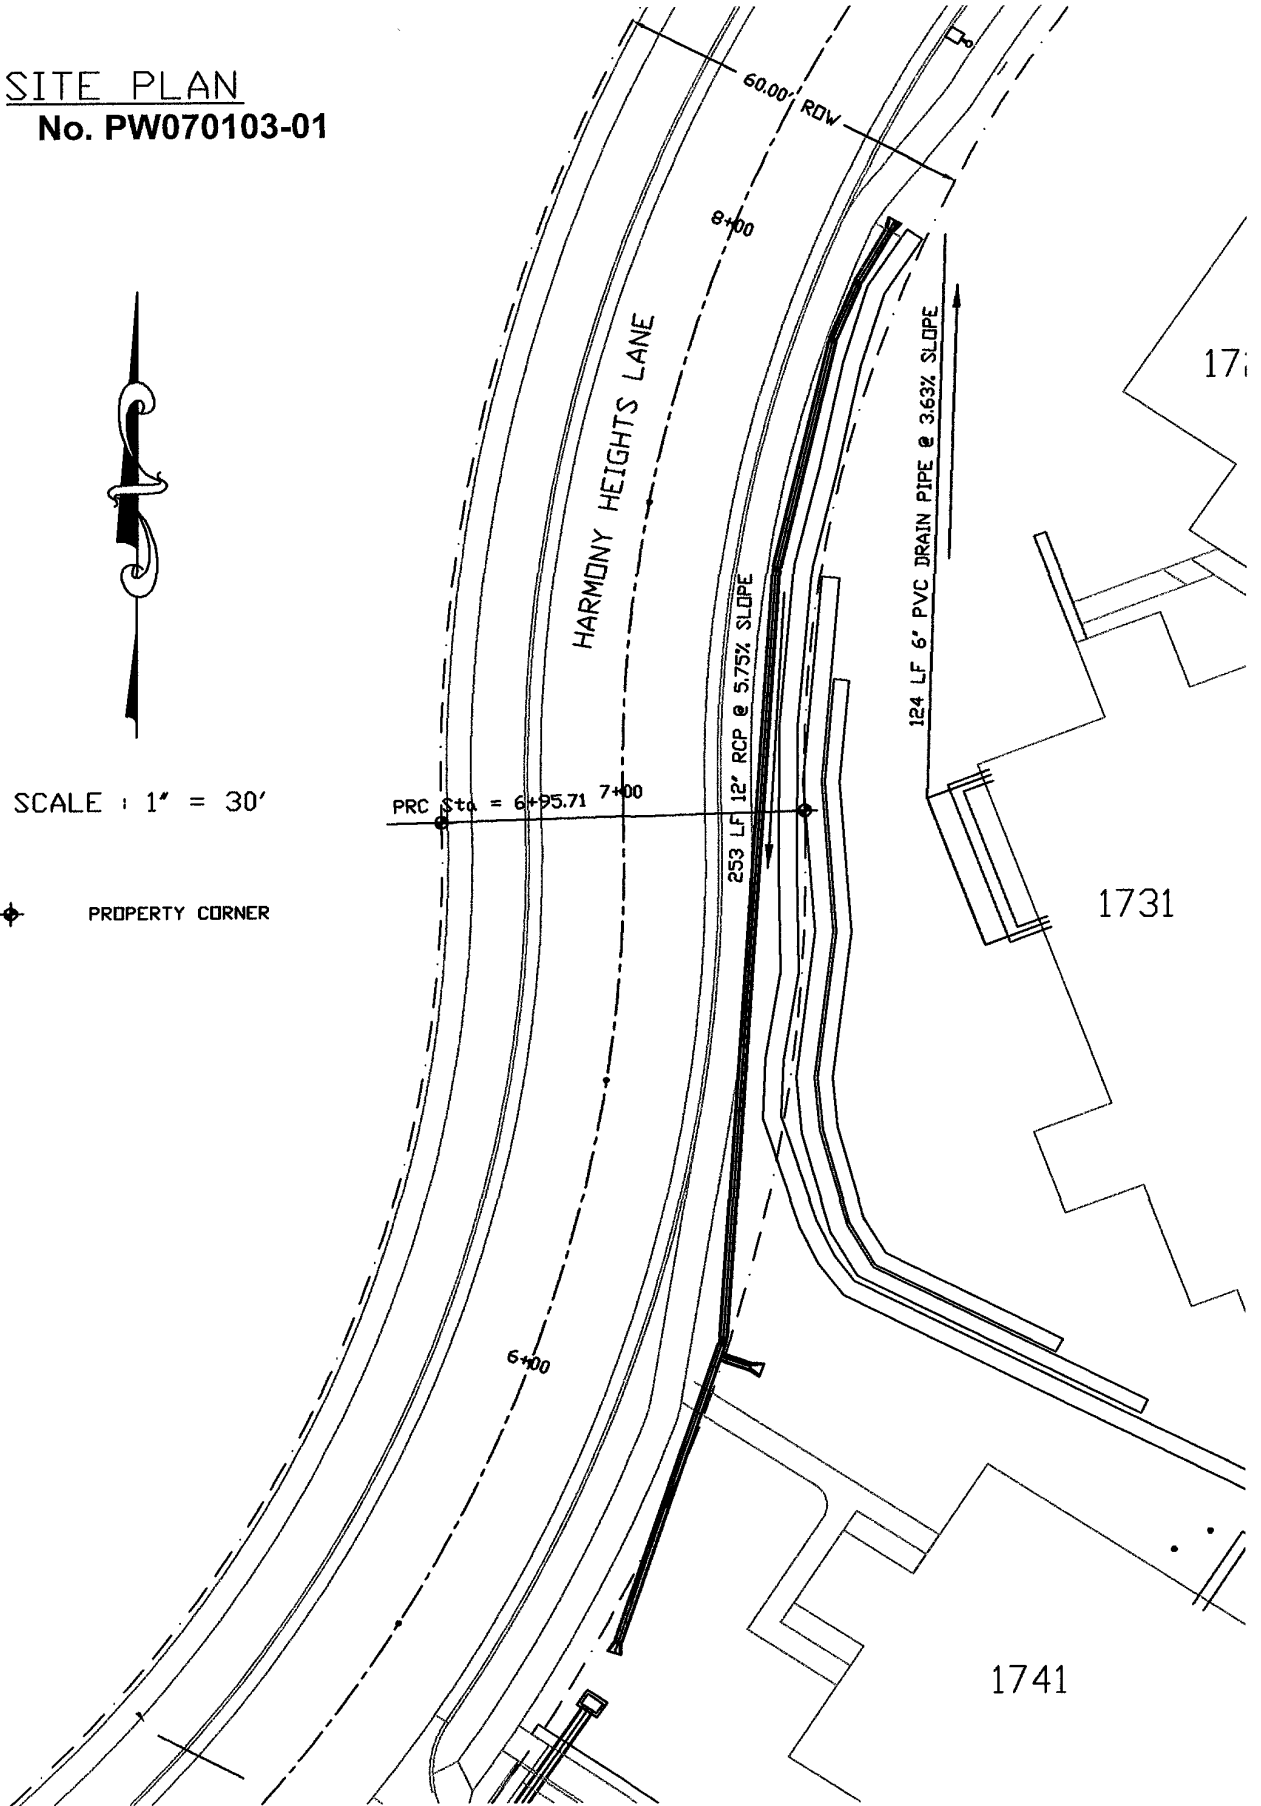 SITE PLAN
No. PW070103-01
60.00' ROW
8+00
HARMONY HEIGHTS LANE
124 LF 6" PVC DRAIN PIPE @ 3.63% SLOPE
253 LF 12" RCP @ 5.75% SLOPE
SCALE : 1" = 30'
PRC Sta = 6+95.71
7+00
PROPERTY CORNER
1731
6+00
1741